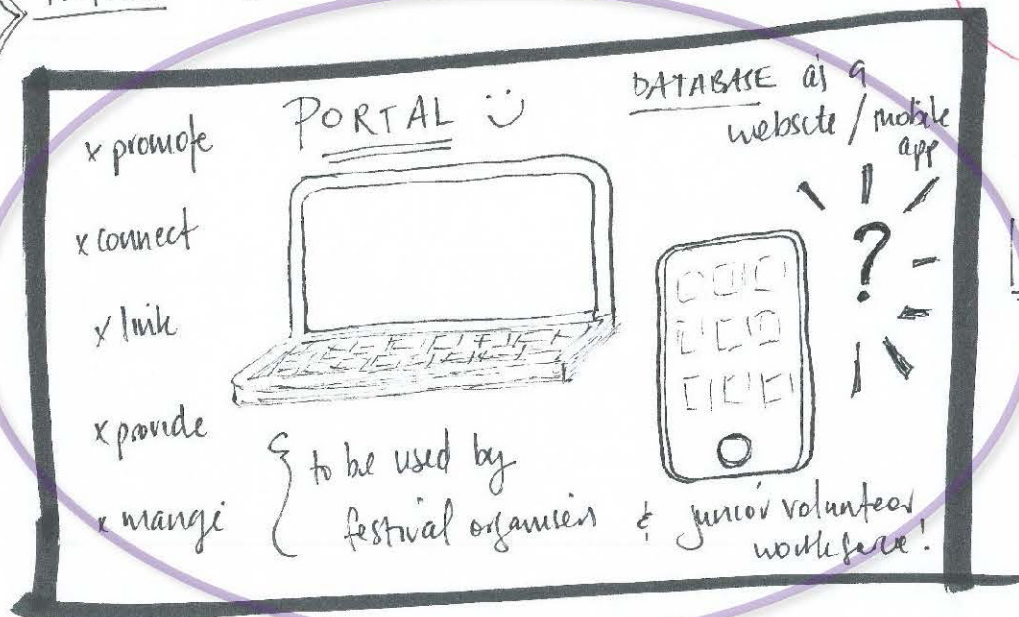 x promote
x connect
x link
x provide
x mange
PORTAL
DATABASE as a
website / mobile
app
?
{ to be used by
festival organisers & junior volunteer
workforce!